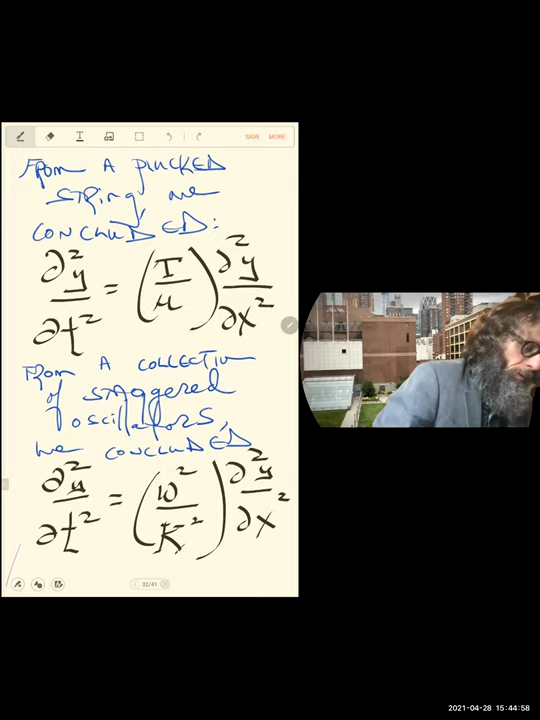 SAVE MORE
From A PLUCKED
STRING, we
CONCLUDED:
∂²y/∂t² = (T/μ) ∂²y/∂x²
From A COLLECTION
of STAGGERED
oscillators,
we CONCLUDED
∂²y/∂t² = (ω²/K²) ∂²y/∂x²
32/41
2021-04-28 15:44:58